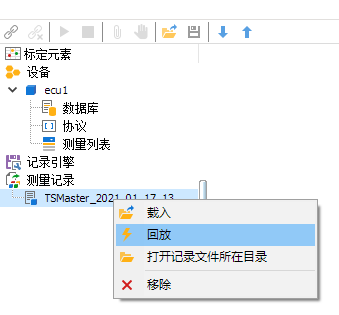 标定元素
设备
ecu1
数据库
协议
测量列表
记录引擎
测量记录
TSMaster_2021_01_17_13
载入
回放
打开记录文件所在目录
移除